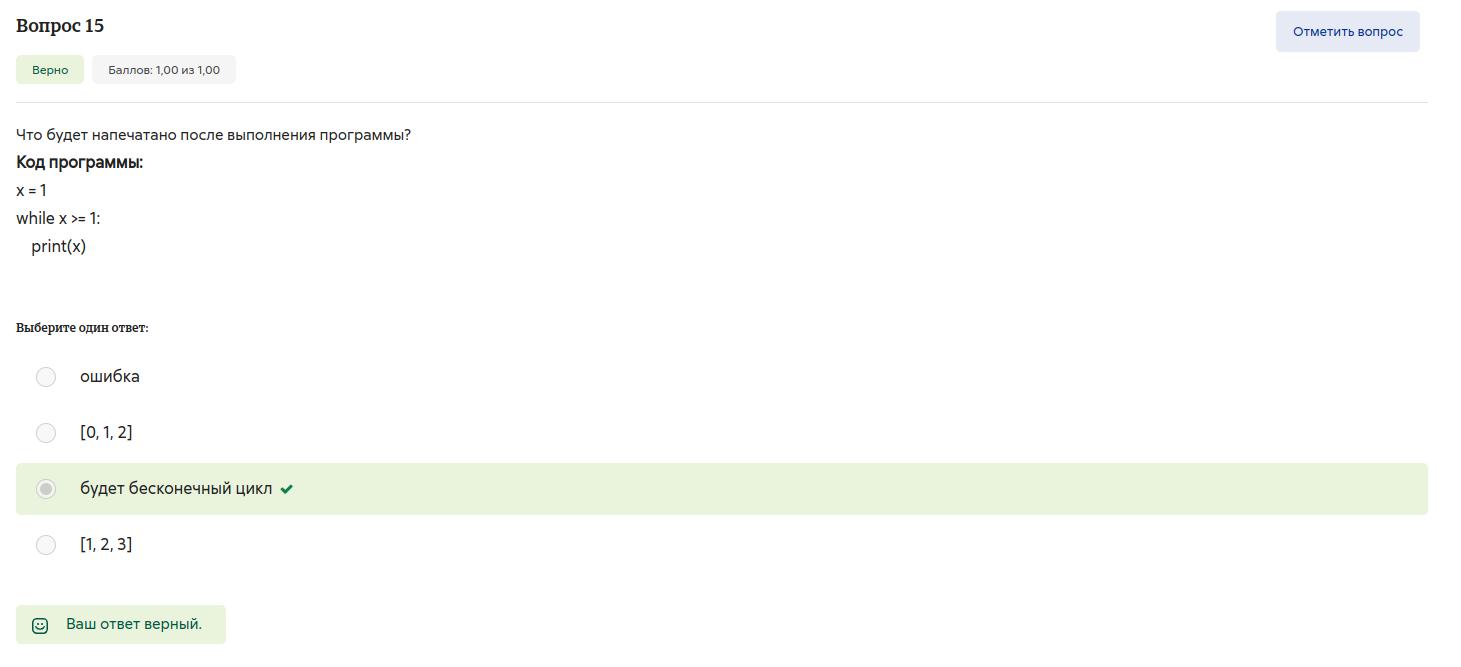 Вопрос 15
Отметить вопрос
Верно
Баллов: 1,00 из 1,00
Что будет напечатано после выполнения программы?
Код программы:
x = 1
while x >= 1:
print(x)
Выберите один ответ:
ошибка
[0, 1, 2]
будет бесконечный цикл
[1, 2, 3]
Ваш ответ верный.